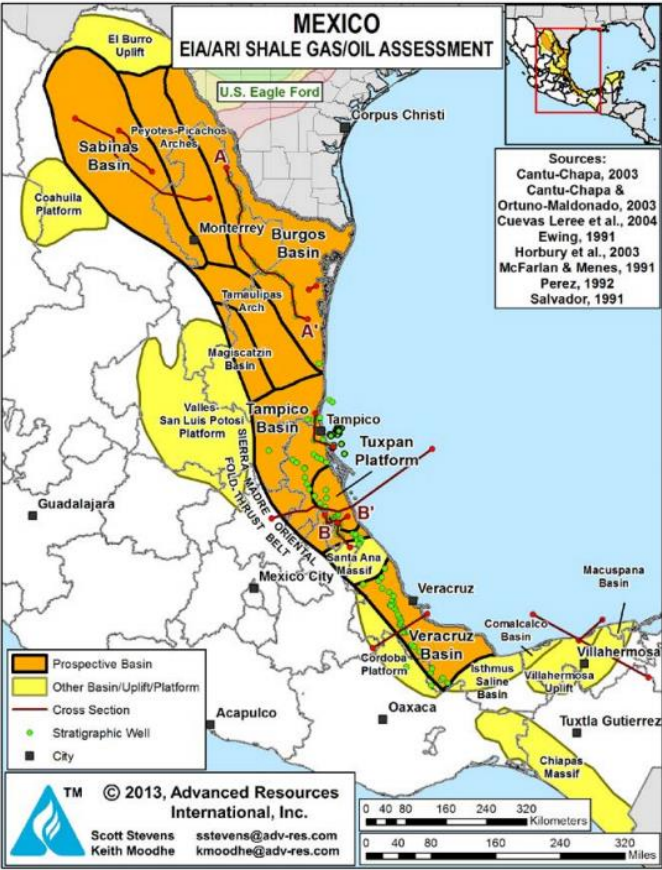 MEXICO
EIA/ARI SHALE GAS/OIL ASSESSMENT
El Burro
Uplift
U.S. Eagle Ford
Corpus Christi
Peyotes-Picachos
Arches
Sabinas
Basin
A
Coahuila
Platform
Monterrey
Burgos
Basin
Tamaulipas
Arch
A'
Magiscatzin
Basin
Sources:
Cantu-Chapa, 2003
Cantu-Chapa &
Ortuno-Maldonado, 2003
Cuevas Leree et al., 2004
Ewing, 1991
Horbury et al., 2003
McFarlan & Menes, 1991
Perez, 1992
Salvador, 1991
Valles-
San Luis Potosi
Platform
Tampico
Basin
Tampico
Tuxpan
Platform
SIERRA MADRE ORIENTAL
FOLD-THRUST BELT
Guadalajara
B
B'
Santa Ana
Massif
Mexico City
Veracruz
Macuspana
Basin
Comalcalco
Basin
Veracruz
Basin
Villahermosa
Cordoba
Platform
Isthmus
Saline
Basin
Villahermosa
Uplift
Oaxaca
Acapulco
Tuxtla Gutierrez
Chiapas
Massif
Prospective Basin
Other Basin/Uplift/Platform
Cross Section
Stratigraphic Well
City
TM
© 2013, Advanced Resources
International, Inc.
Scott Stevens sstevens@adv-res.com
Keith Moodhe kmoodhe@adv-res.com
0 40 80 160 240 320
Kilometers
0 40 80 160 240 320
Miles